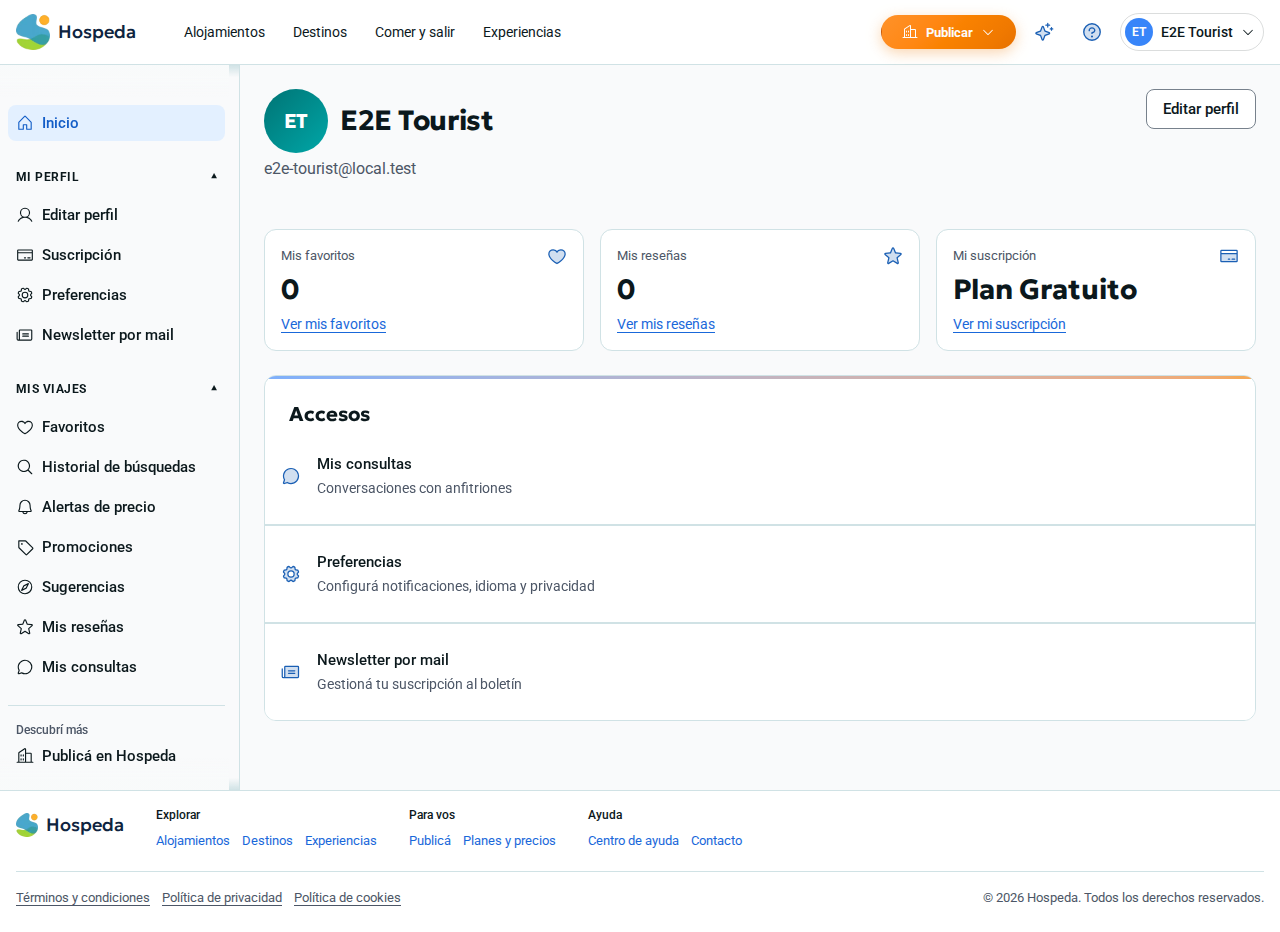 Hospeda
Alojamientos Destinos Comer y salir Experiencias
Publicar
ET E2E Tourist
Inicio
MI PERFIL
Editar perfil
Suscripción
Preferencias
Newsletter por mail
MIS VIAJES
Favoritos
Historial de búsquedas
Alertas de precio
Promociones
Sugerencias
Mis reseñas
Mis consultas
Descubrí más
Publicá en Hospeda
ET E2E Tourist
e2e-tourist@local.test
Editar perfil
Mis favoritos
0
Ver mis favoritos
Mis reseñas
0
Ver mis reseñas
Mi suscripción
Plan Gratuito
Ver mi suscripción
Accesos
Mis consultas
Conversaciones con anfitriones
Preferencias
Configurá notificaciones, idioma y privacidad
Newsletter por mail
Gestioná tu suscripción al boletín
Hospeda
Explorar
Alojamientos Destinos Experiencias
Para vos
Publicá Planes y precios
Ayuda
Centro de ayuda Contacto
Términos y condiciones Política de privacidad Política de cookies
© 2026 Hospeda. Todos los derechos reservados.